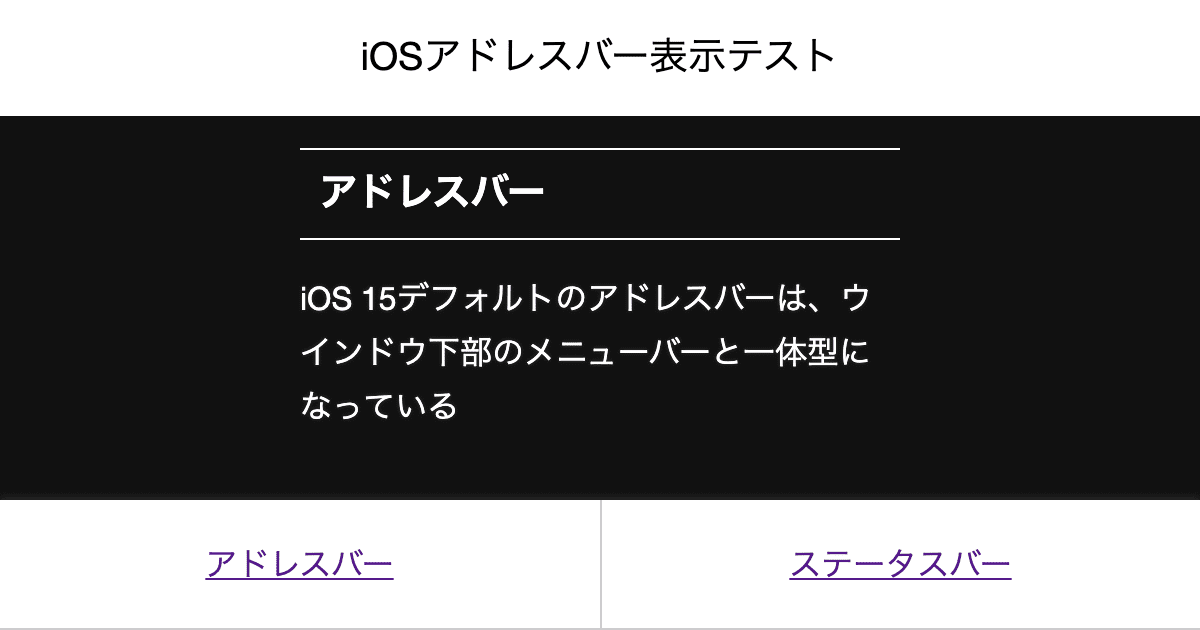 iOSアドレスバー表示テスト
アドレスバー
iOS 15デフォルトのアドレスバーは、ウ
インドウ下部のメニューバーと一体型に
なっている
アドレスバー
ステータスバー